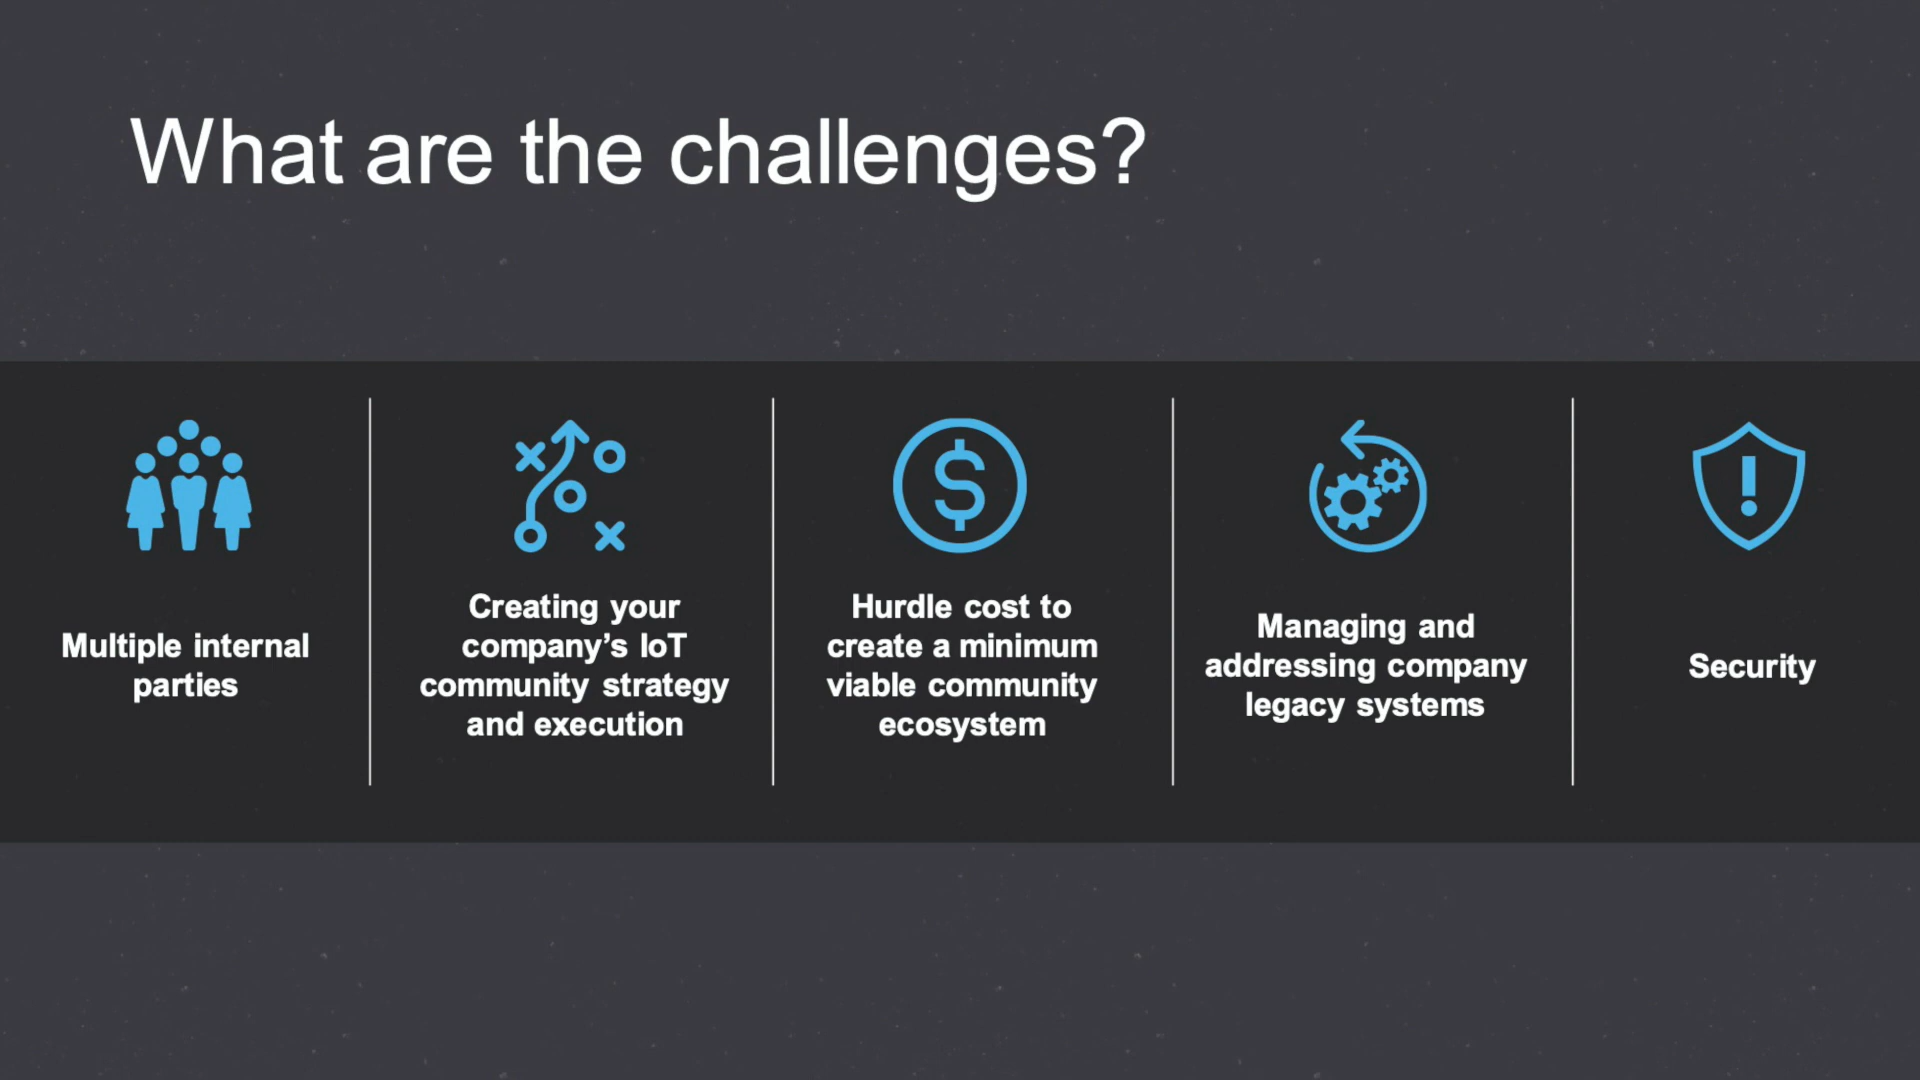 What are the challenges?
Multiple internal
parties
Creating your
company’s IoT
community strategy
and execution
Hurdle cost to
create a minimum
viable community
ecosystem
Managing and
addressing company
legacy systems
Security